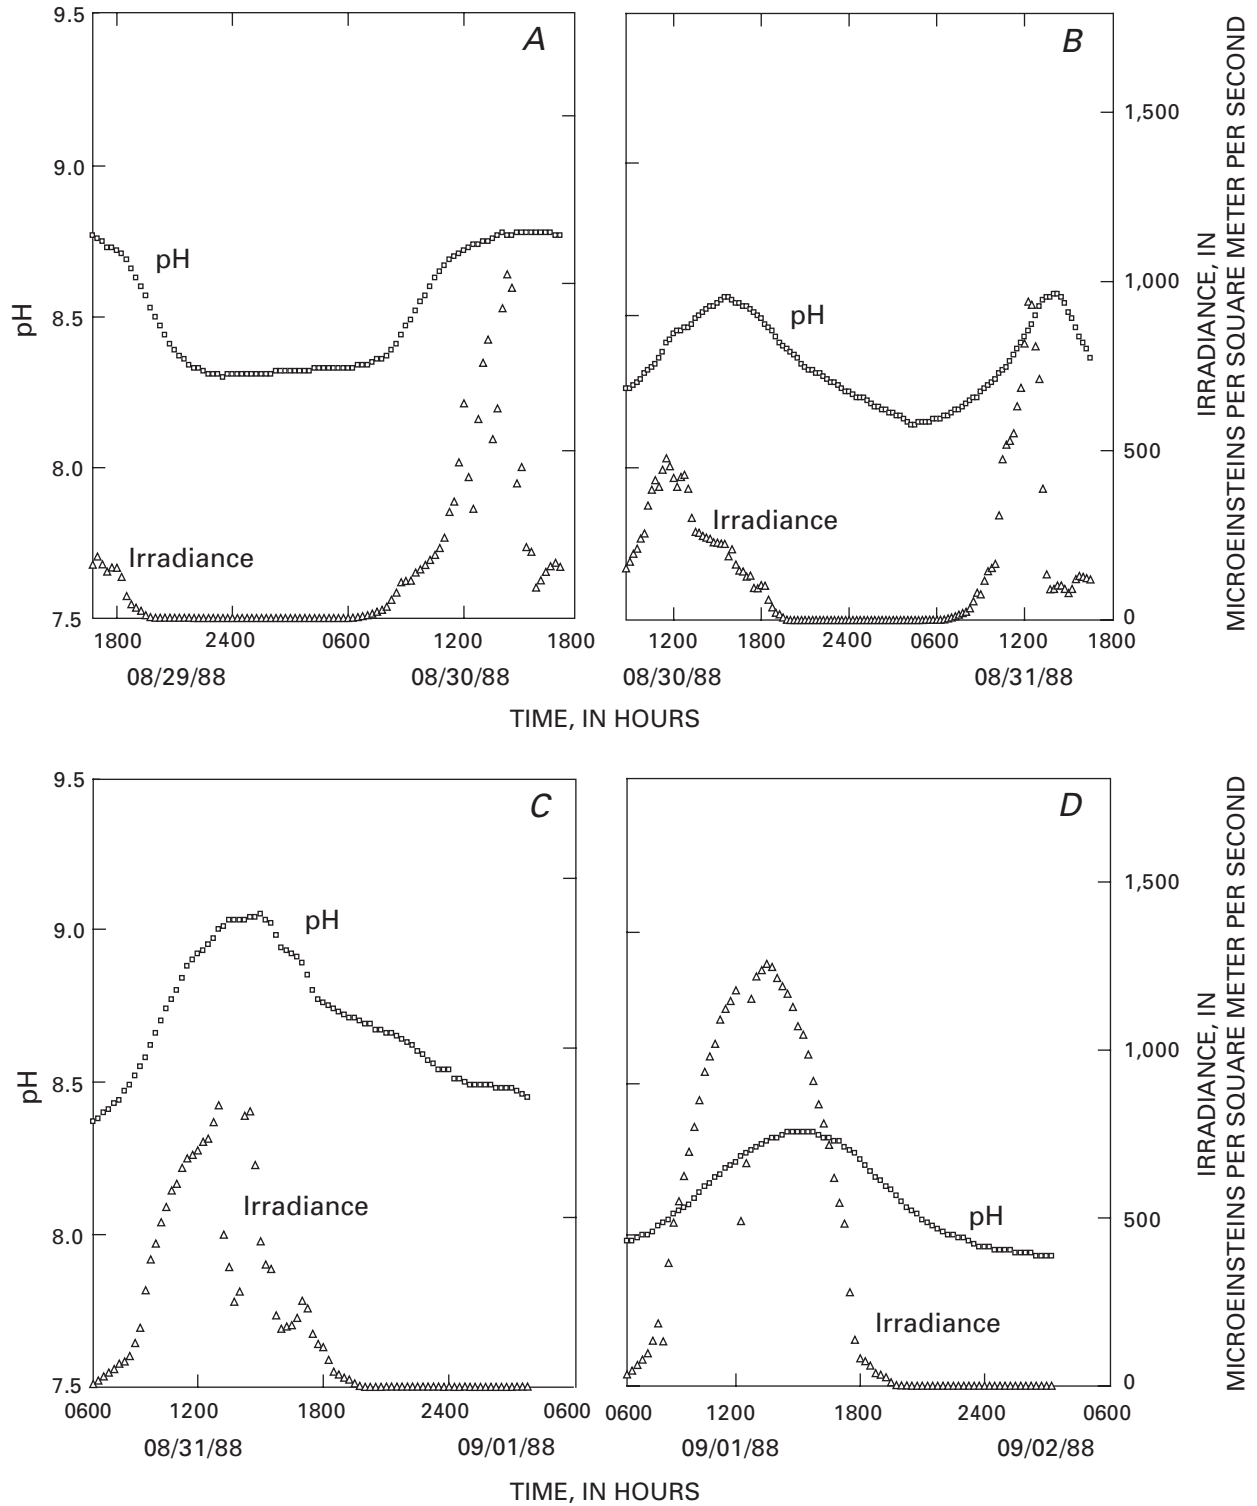 9.5
9.0
8.5
8.0
7.5
pH
A
pH
Irradiance
1800
2400
0600
1200
1800
08/29/88
08/30/88
B
pH
Irradiance
1,500
1,000
500
0
IRRADIANCE, IN
MICROEINSTEINS PER SQUARE METER PER SECOND
1200
1800
2400
0600
1200
1800
08/30/88
08/31/88
TIME, IN HOURS
9.5
9.0
8.5
8.0
7.5
pH
C
pH
Irradiance
0600
1200
1800
2400
0600
08/31/88
09/01/88
D
pH
Irradiance
1,500
1,000
500
0
IRRADIANCE, IN
MICROEINSTEINS PER SQUARE METER PER SECOND
0600
1200
1800
2400
0600
09/01/88
09/02/88
TIME, IN HOURS